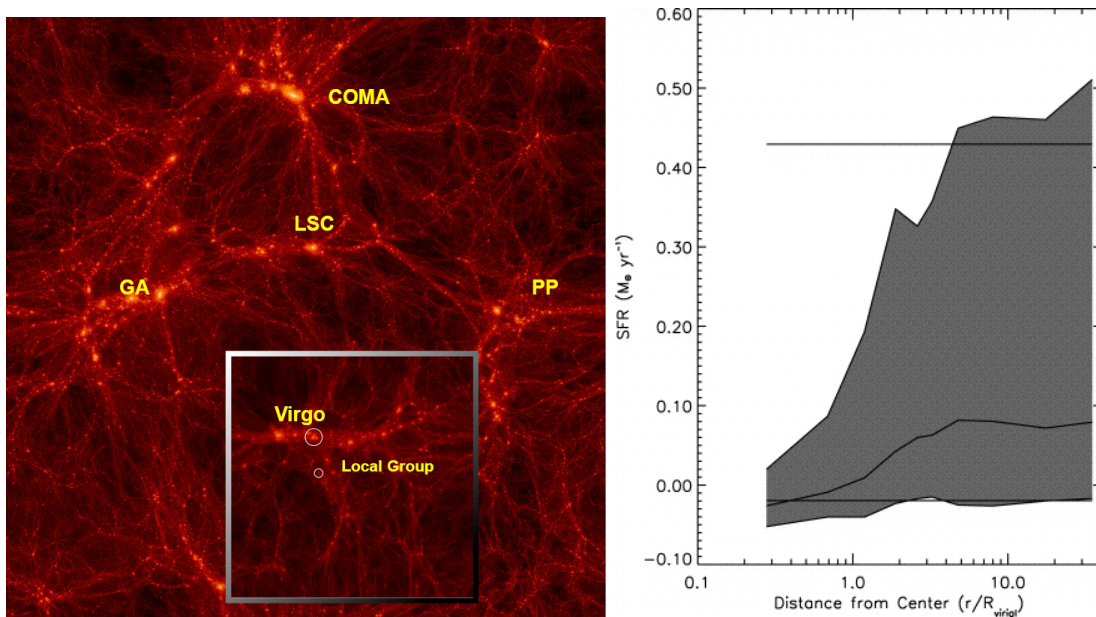 COMA
LSC
GA
PP
Virgo
Local Group
0.60
0.50
0.40
0.30
0.20
0.10
0.00
−0.10
SFR (M⊙ yr⁻¹)
0.1 1.0 10.0
Distance from Center (r/R_virial)